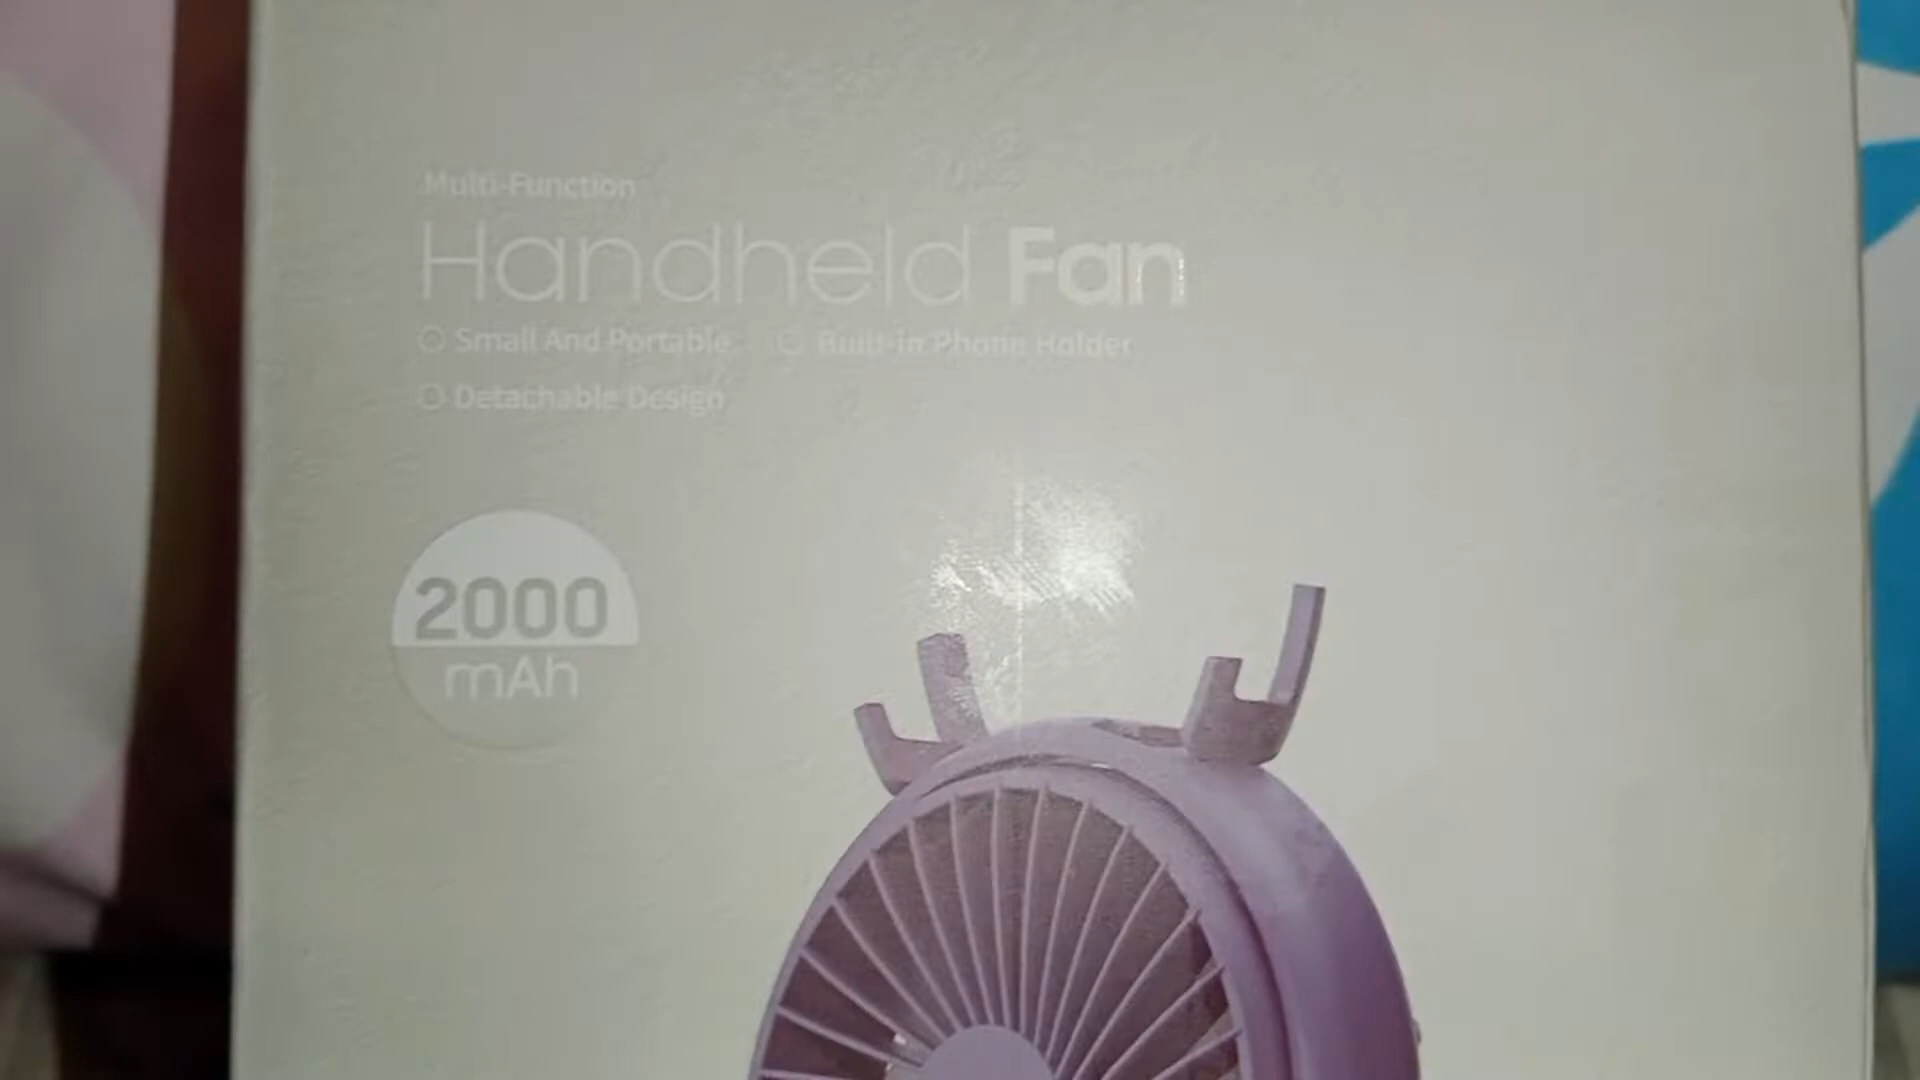 Multi-Function
Handheld Fan
Small And Portable Built-in Phone Holder
Detachable Design
2000
mAh